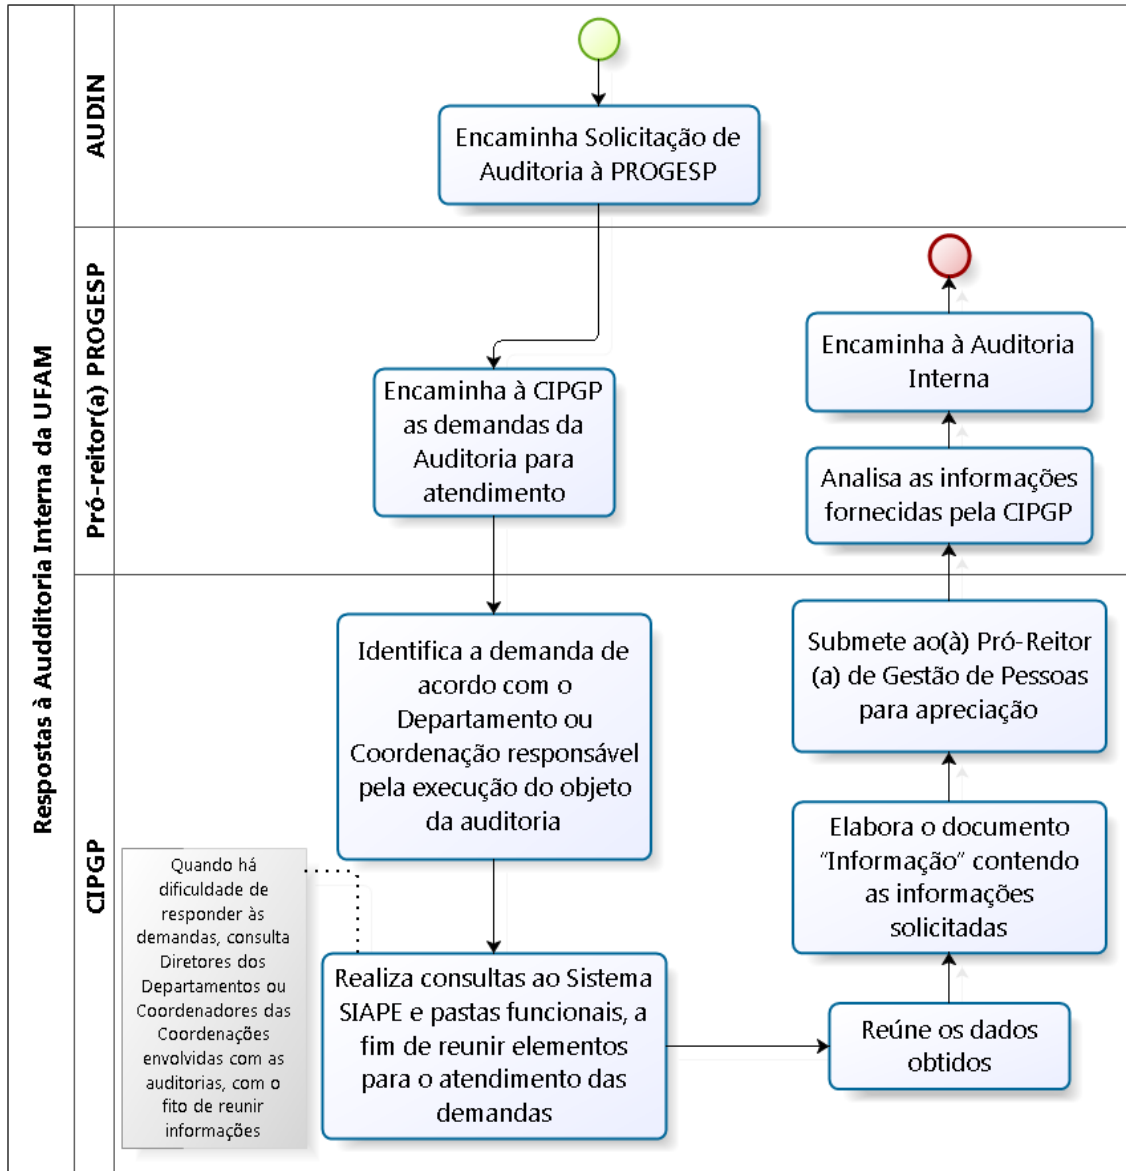 Respostas à Audditoria Interna da UFAM
AUDIN
Encaminha Solicitação de
Auditoria à PROGESP
Pró-reitor(a) PROGESP
Encaminha à CIPGP
as demandas da
Auditoria para
atendimento
Encaminha à Auditoria
Interna
Analisa as informações
fornecidas pela CIPGP
CIPGP
Identifica a demanda de
acordo com o
Departamento ou
Coordenação responsável
pela execução do objeto
da auditoria
Quando há
dificuldade de
responder às
demandas, consulta
Diretores dos
Departamentos ou
Coordenadores das
Coordenações
envolvidas com as
auditorias, com o
fito de reunir
informações
Realiza consultas ao Sistema
SIAPE e pastas funcionais, a
fim de reunir elementos
para o atendimento das
demandas
Reúne os dados
obtidos
Elabora o documento
“Informação” contendo
as informações
solicitadas
Submete ao(à) Pró-Reitor
(a) de Gestão de Pessoas
para apreciação